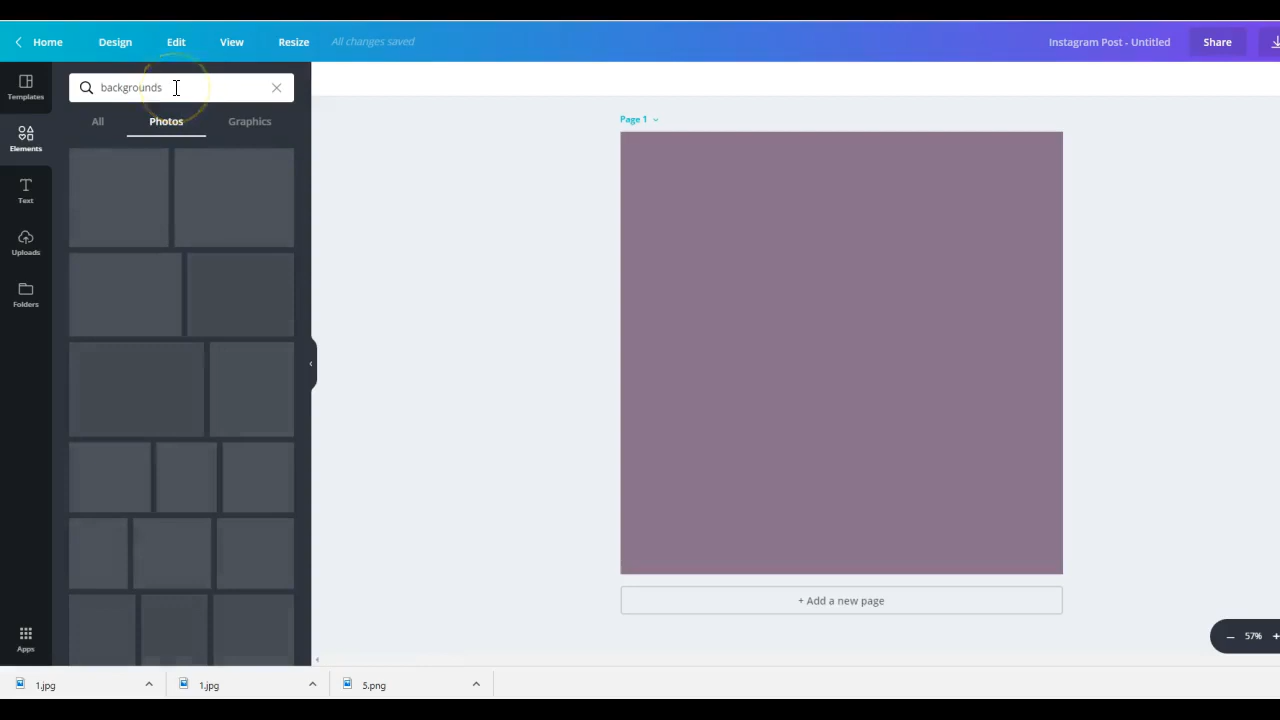 Home
Design
Edit
View
Resize
All changes saved
Instagram Post - Untitled
Share
Templates
Elements
Text
Uploads
Folders
Apps
backgrounds
All
Photos
Graphics
Page 1
+ Add a new page
57%
1.jpg
1.jpg
5.png